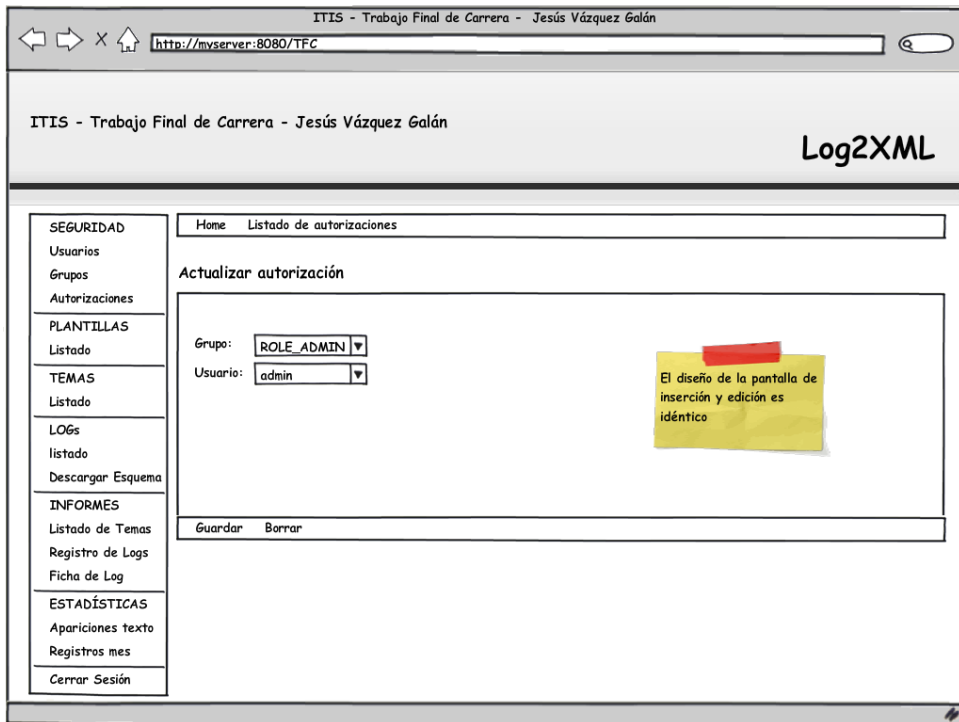 ITIS - Trabajo Final de Carrera - Jesús Vázquez Galán
http://myserver:8080/TFC
ITIS - Trabajo Final de Carrera - Jesús Vázquez Galán
Log2XML
SEGURIDAD
Usuarios
Grupos
Autorizaciones
PLANTILLAS
Listado
TEMAS
Listado
LOGs
listado
Descargar Esquema
INFORMES
Listado de Temas
Registro de Logs
Ficha de Log
ESTADÍSTICAS
Apariciones texto
Registros mes
Cerrar Sesión
Home Listado de autorizaciones
Actualizar autorización
Grupo: ROLE_ADMIN
Usuario: admin
El diseño de la pantalla de
inserción y edición es
idéntico
Guardar Borrar